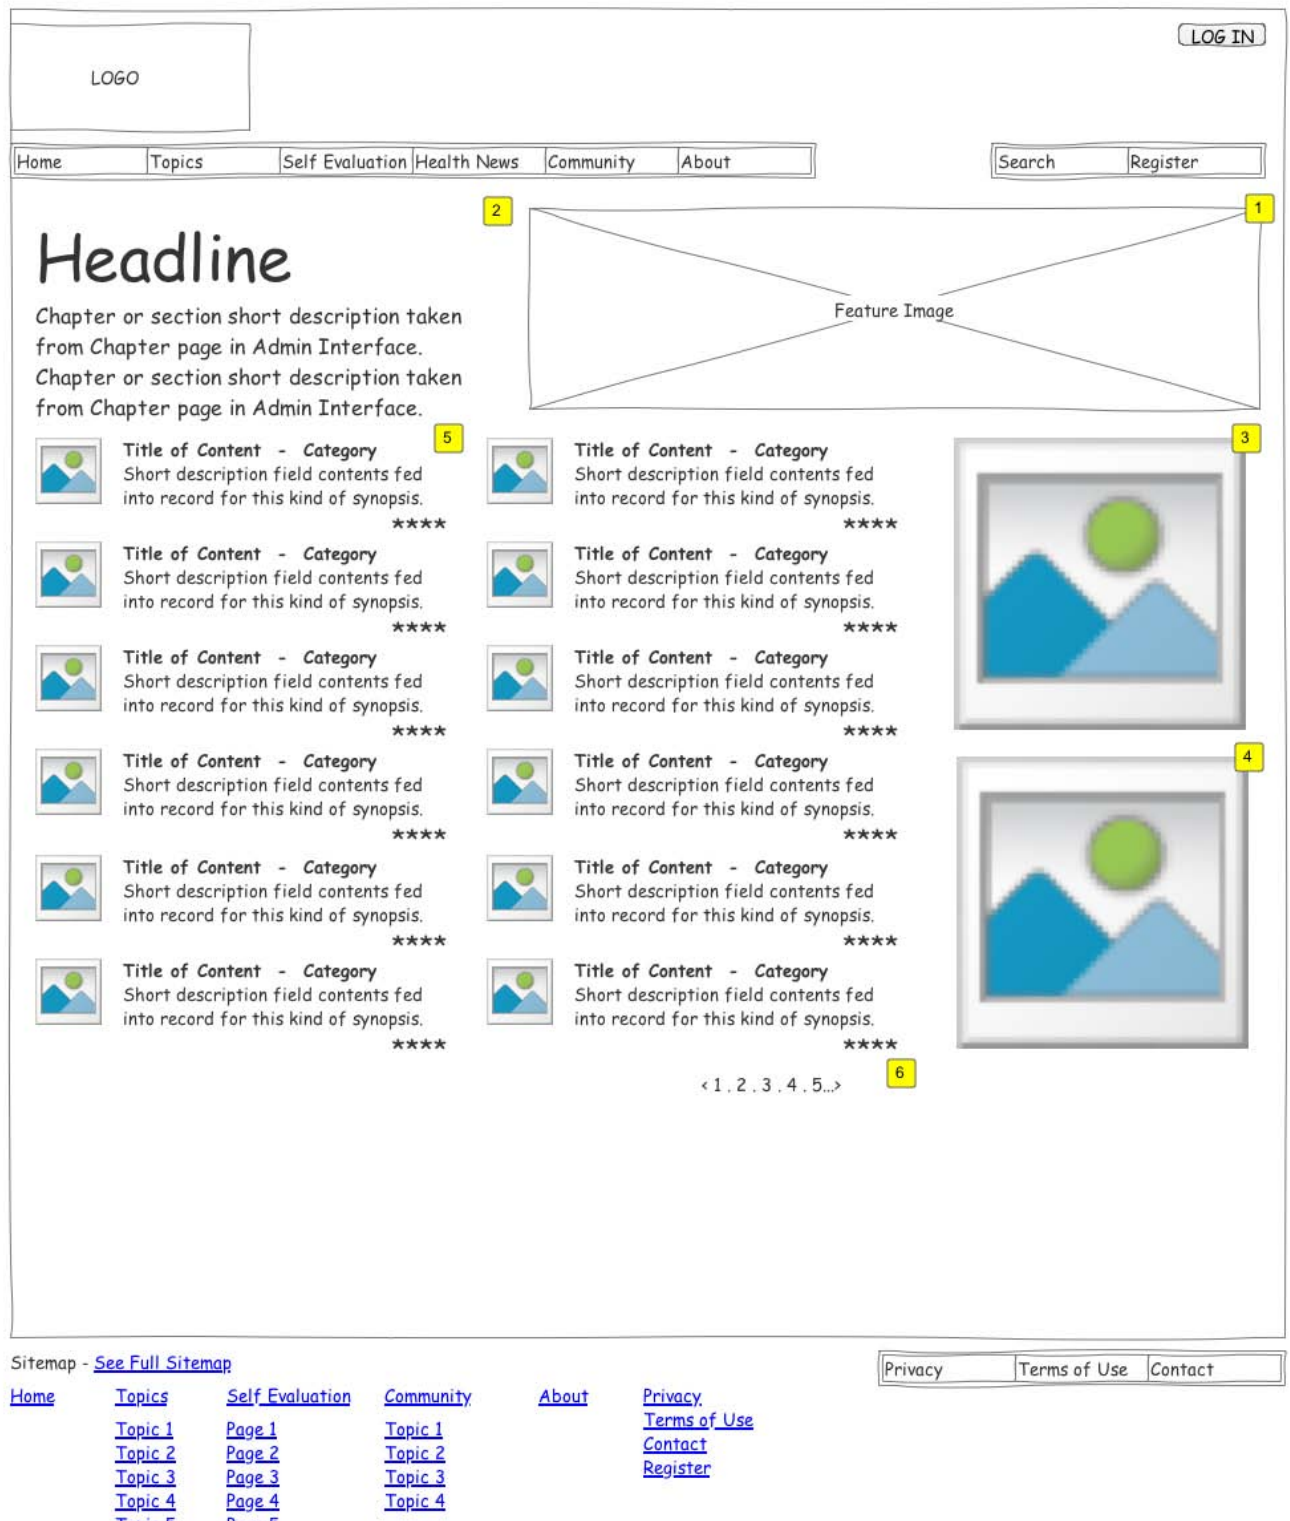 LOG IN
LOGO
Home Topics Self Evaluation Health News Community About Search Register
2
1
Headline
Feature Image
Chapter or section short description taken
from Chapter page in Admin Interface.
Chapter or section short description taken
from Chapter page in Admin Interface.
5
3
Title of Content - Category
Short description field contents fed
into record for this kind of synopsis.
****
Title of Content - Category
Short description field contents fed
into record for this kind of synopsis.
****
Title of Content - Category
Short description field contents fed
into record for this kind of synopsis.
****
Title of Content - Category
Short description field contents fed
into record for this kind of synopsis.
****
Title of Content - Category
Short description field contents fed
into record for this kind of synopsis.
****
Title of Content - Category
Short description field contents fed
into record for this kind of synopsis.
****
Title of Content - Category
Short description field contents fed
into record for this kind of synopsis.
****
Title of Content - Category
Short description field contents fed
into record for this kind of synopsis.
****
Title of Content - Category
Short description field contents fed
into record for this kind of synopsis.
****
Title of Content - Category
Short description field contents fed
into record for this kind of synopsis.
****
Title of Content - Category
Short description field contents fed
into record for this kind of synopsis.
****
Title of Content - Category
Short description field contents fed
into record for this kind of synopsis.
****
4
6
‹ 1 . 2 . 3 . 4 . 5...›
Sitemap - See Full Sitemap
Privacy Terms of Use Contact
Home
Topics
Topic 1
Topic 2
Topic 3
Topic 4
Self Evaluation
Page 1
Page 2
Page 3
Page 4
Community
Topic 1
Topic 2
Topic 3
Topic 4
About
Privacy
Terms of Use
Contact
Register